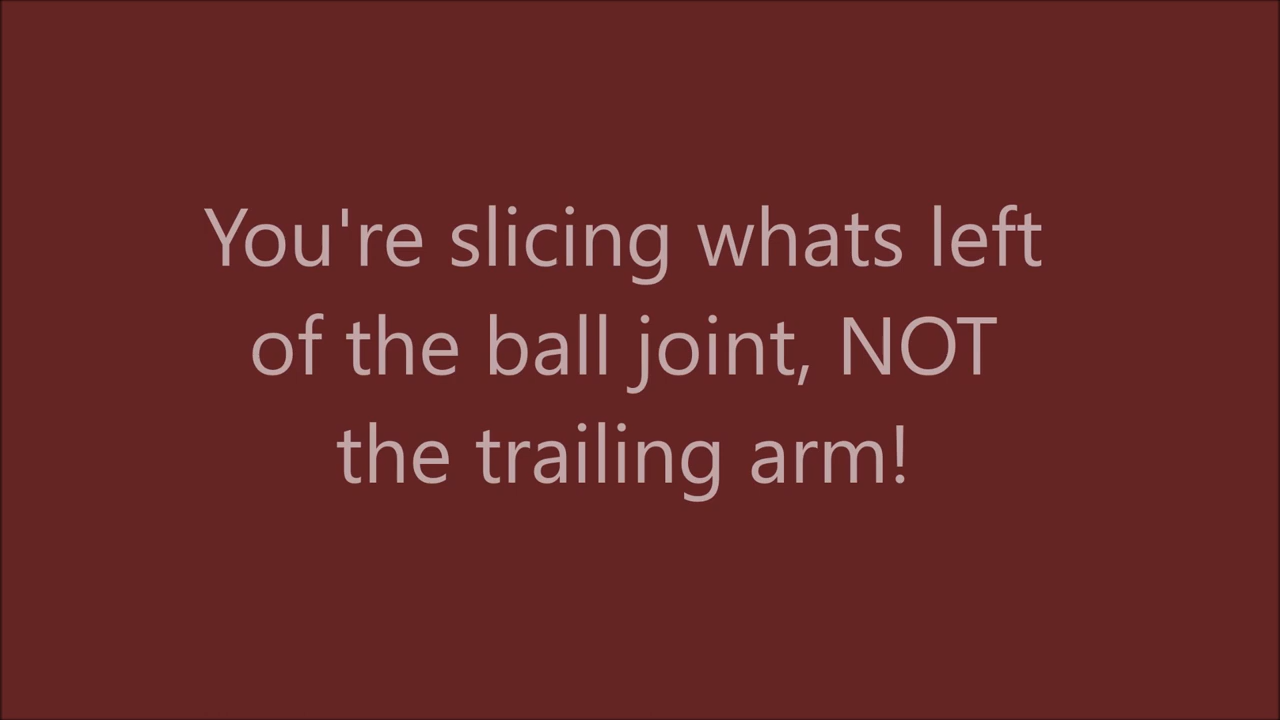 You're slicing whats left
of the ball joint, NOT
the trailing arm!